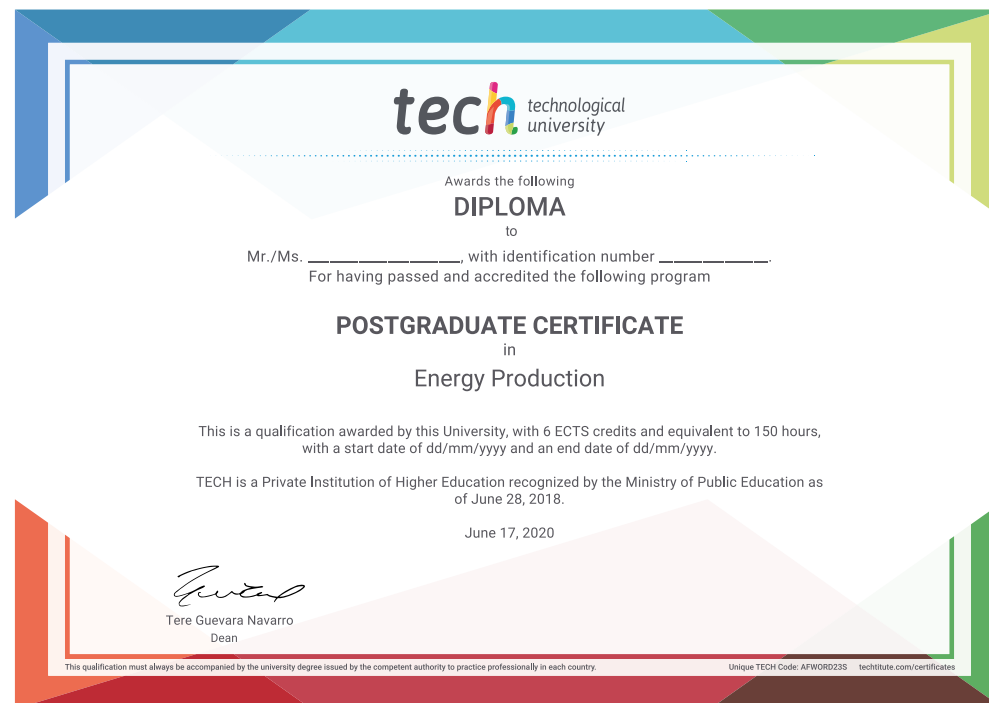 tech technological
university
Awards the following
DIPLOMA
to
Mr./Ms. ____________________, with identification number ______________.
For having passed and accredited the following program
POSTGRADUATE CERTIFICATE
in
Energy Production
This is a qualification awarded by this University, with 6 ECTS credits and equivalent to 150 hours,
with a start date of dd/mm/yyyy and an end date of dd/mm/yyyy.
TECH is a Private Institution of Higher Education recognized by the Ministry of Public Education as
of June 28, 2018.
June 17, 2020
Tere Guevara Navarro
Dean
This qualification must always be accompanied by the university degree issued by the competent authority to practice professionally in each country.
Unique TECH Code: AFWORD23S techtitute.com/certificates